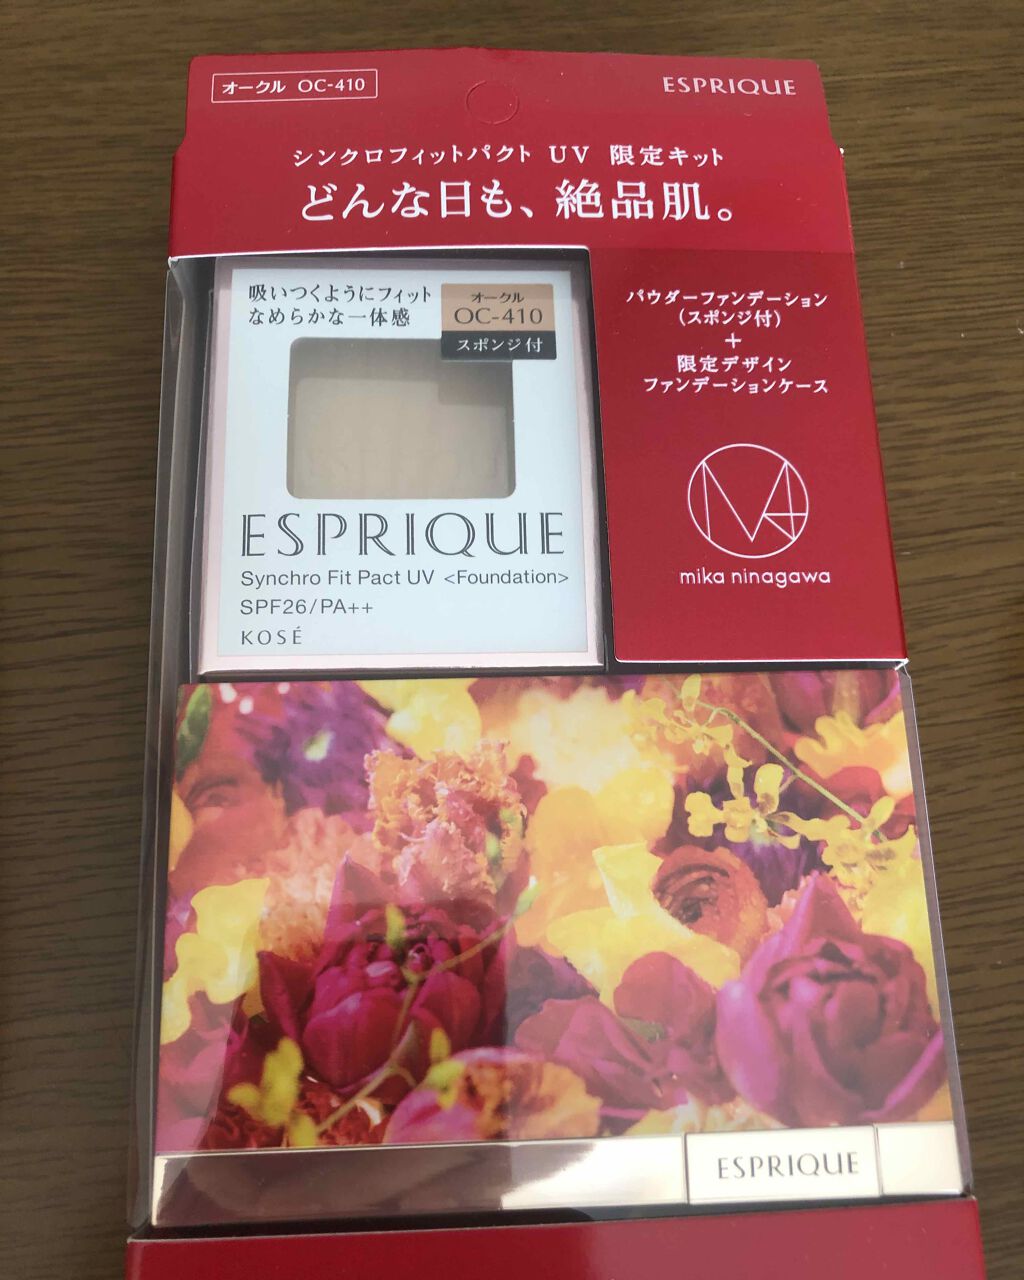 オークル OC-410
ESPRIQUE
シンクロフィットパクト UV 限定キット
どんな日も、絶品肌。
吸いつくようにフィット
なめらかな一体感
オークル
OC-410
スポンジ付
ESPRIQUE
Synchro Fit Pact UV <Foundation>
SPF26/PA++
KOSÉ
パウダーファンデーション
(スポンジ付)
+
限定デザイン
ファンデーションケース
mika ninagawa
ESPRIQUE